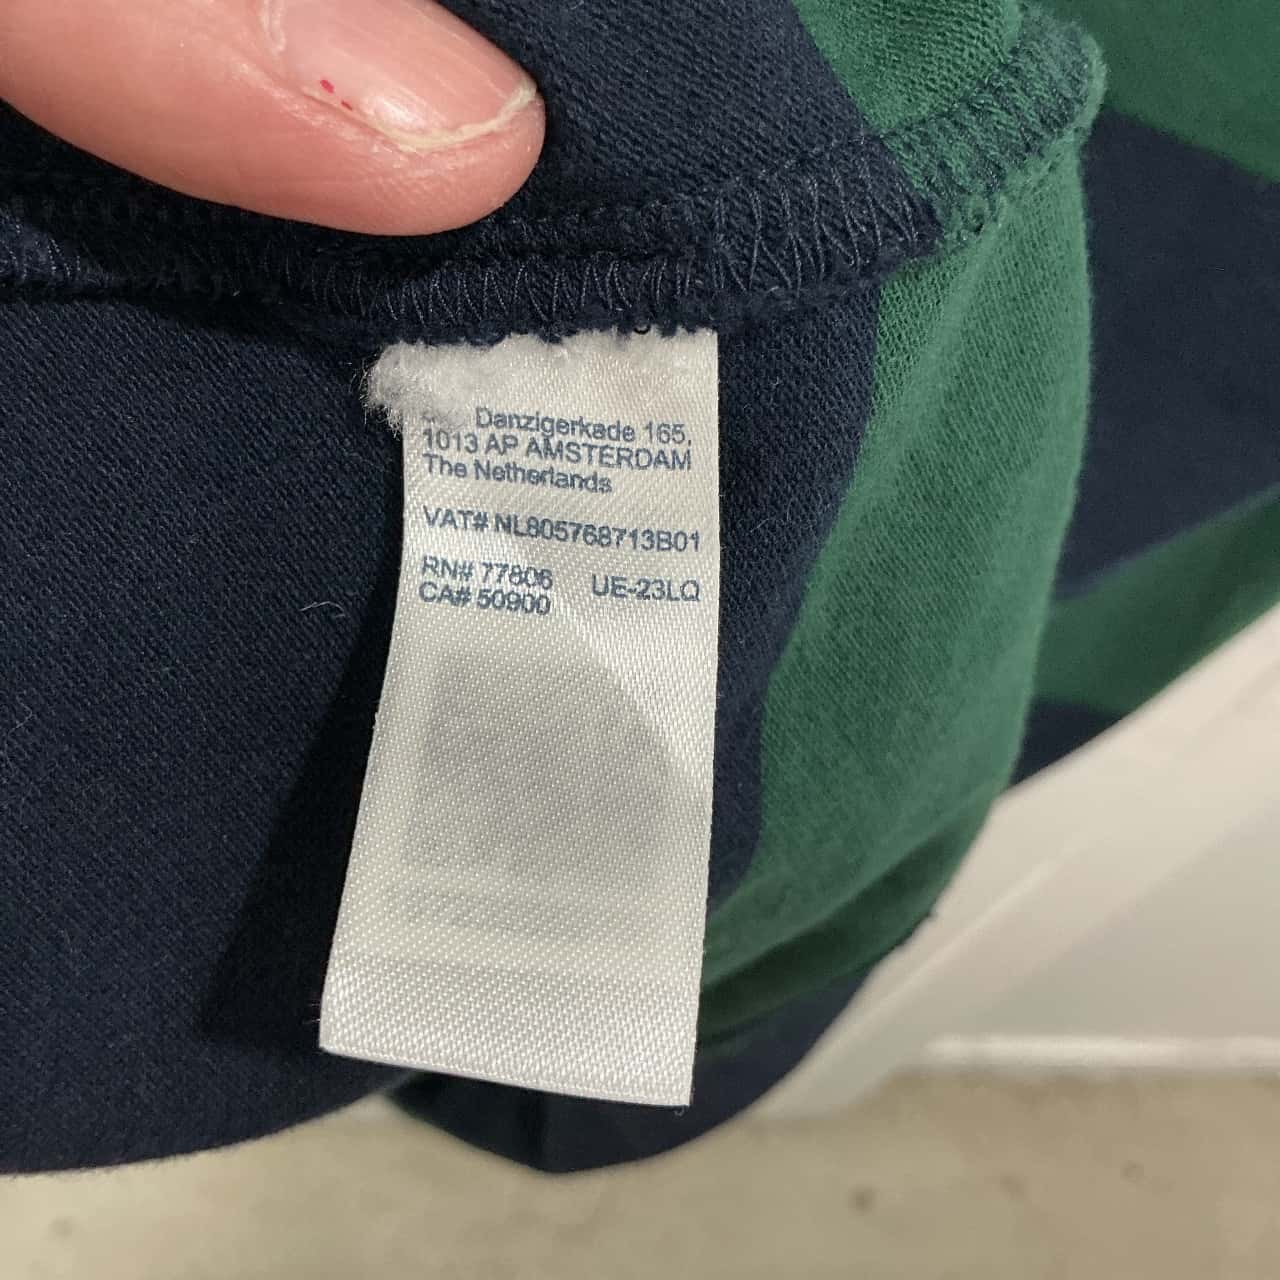 Danzigerkade 165,
1013 AP AMSTERDAM
The Netherlands
VAT# NL805768713B01
RN# 77806 UE-23LQ
CA# 50900